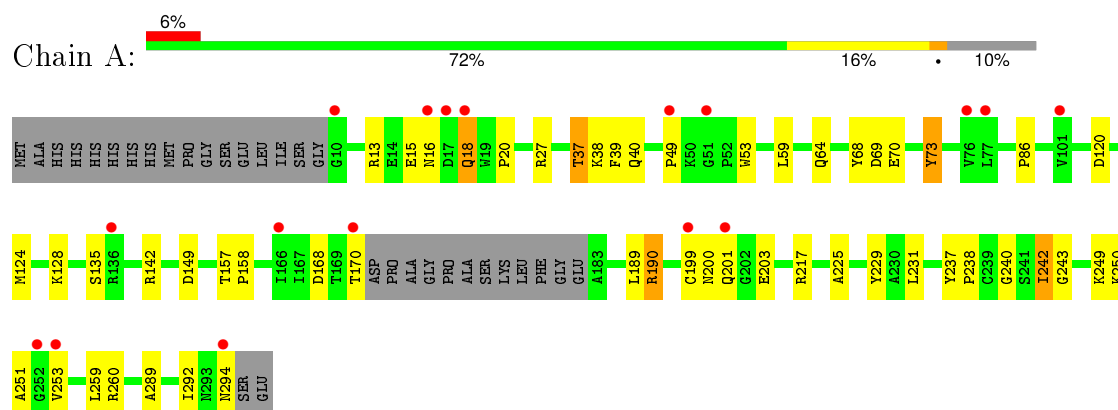 6%
Chain A:
72% 16% • 10%
MET ALA HIS HIS HIS HIS HIS HIS MET PRO GLY SER GLU LEU ILE SER GLY G10 R13 E14 E15 N16 D17 Q18 W19 P20 R27 T37 K38 F39 Q40 P49 K50 G51 P52 W53 L59 Q64 Y68 D69 E70 Y73 V76 L77 P86 V101 D120
M124 K128 S135 R136 R142 D149 T157 P158 I166 I167 D168 T169 T170 ASP PRO ALA GLY PRO ALA SER LYS LEU PHE GLY GLU A183 L189 R190 C199 N200 Q201 G202 E203 R217 A225 Y229 A230 L231 Y237 P238 C239 G240 S241 I242 G243 K249 K250
A251 G252 V253 L259 R260 A289 I292 N293 N294 SER GLU